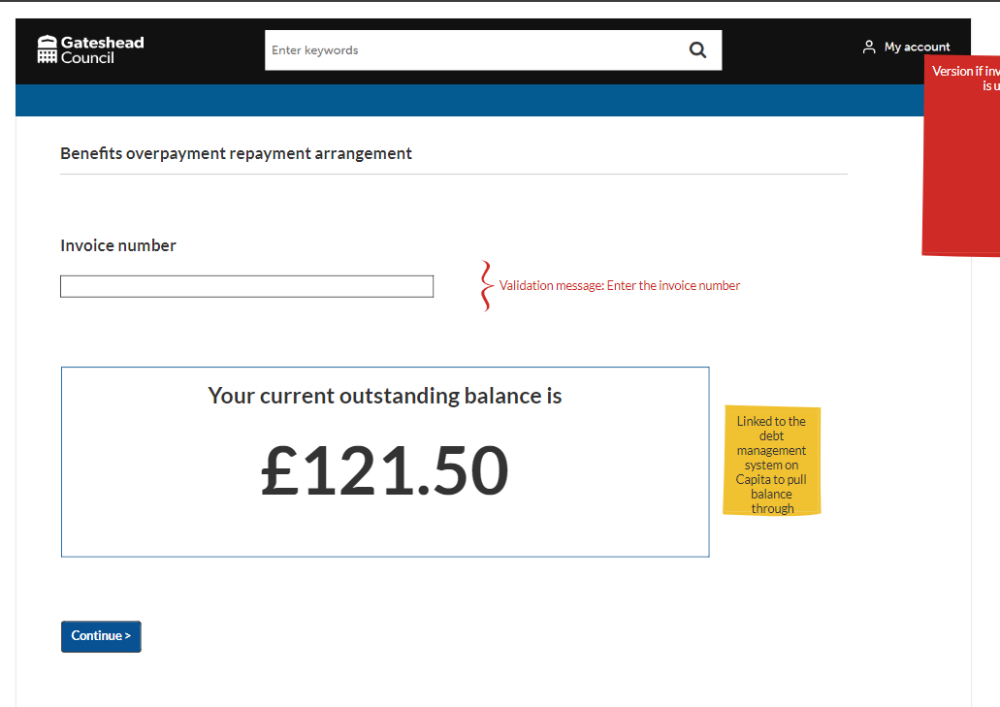 Gateshead
Council
Enter keywords
My account
Version if inv
is u
Benefits overpayment repayment arrangement
Invoice number
Validation message: Enter the invoice number
Your current outstanding balance is
£121.50
Linked to the
debt
management
system on
Capita to pull
balance
through
Continue >